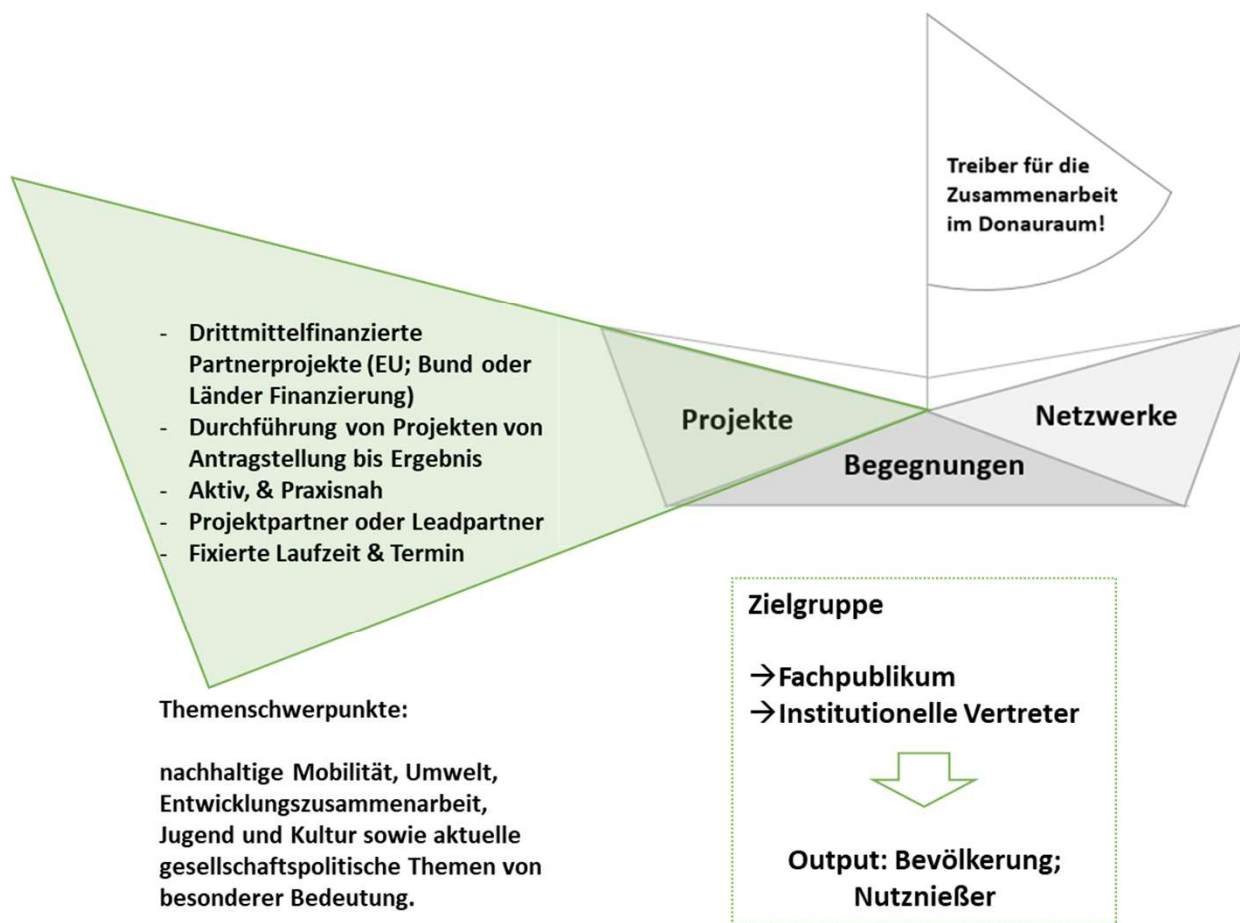 Treiber für die
Zusammenarbeit
im Donauraum!
- Drittmittelfinanzierte
Partnerprojekte (EU; Bund oder
Länder Finanzierung)
- Durchführung von Projekten von
Antragstellung bis Ergebnis
- Aktiv, & Praxisnah
- Projektpartner oder Leadpartner
- Fixierte Laufzeit & Termin
Projekte
Begegnungen
Netzwerke
Themenschwerpunkte:
nachhaltige Mobilität, Umwelt,
Entwicklungszusammenarbeit,
Jugend und Kultur sowie aktuelle
gesellschaftspolitische Themen von
besonderer Bedeutung.
Zielgruppe
→Fachpublikum
→Institutionelle Vertreter
Output: Bevölkerung;
Nutznießer